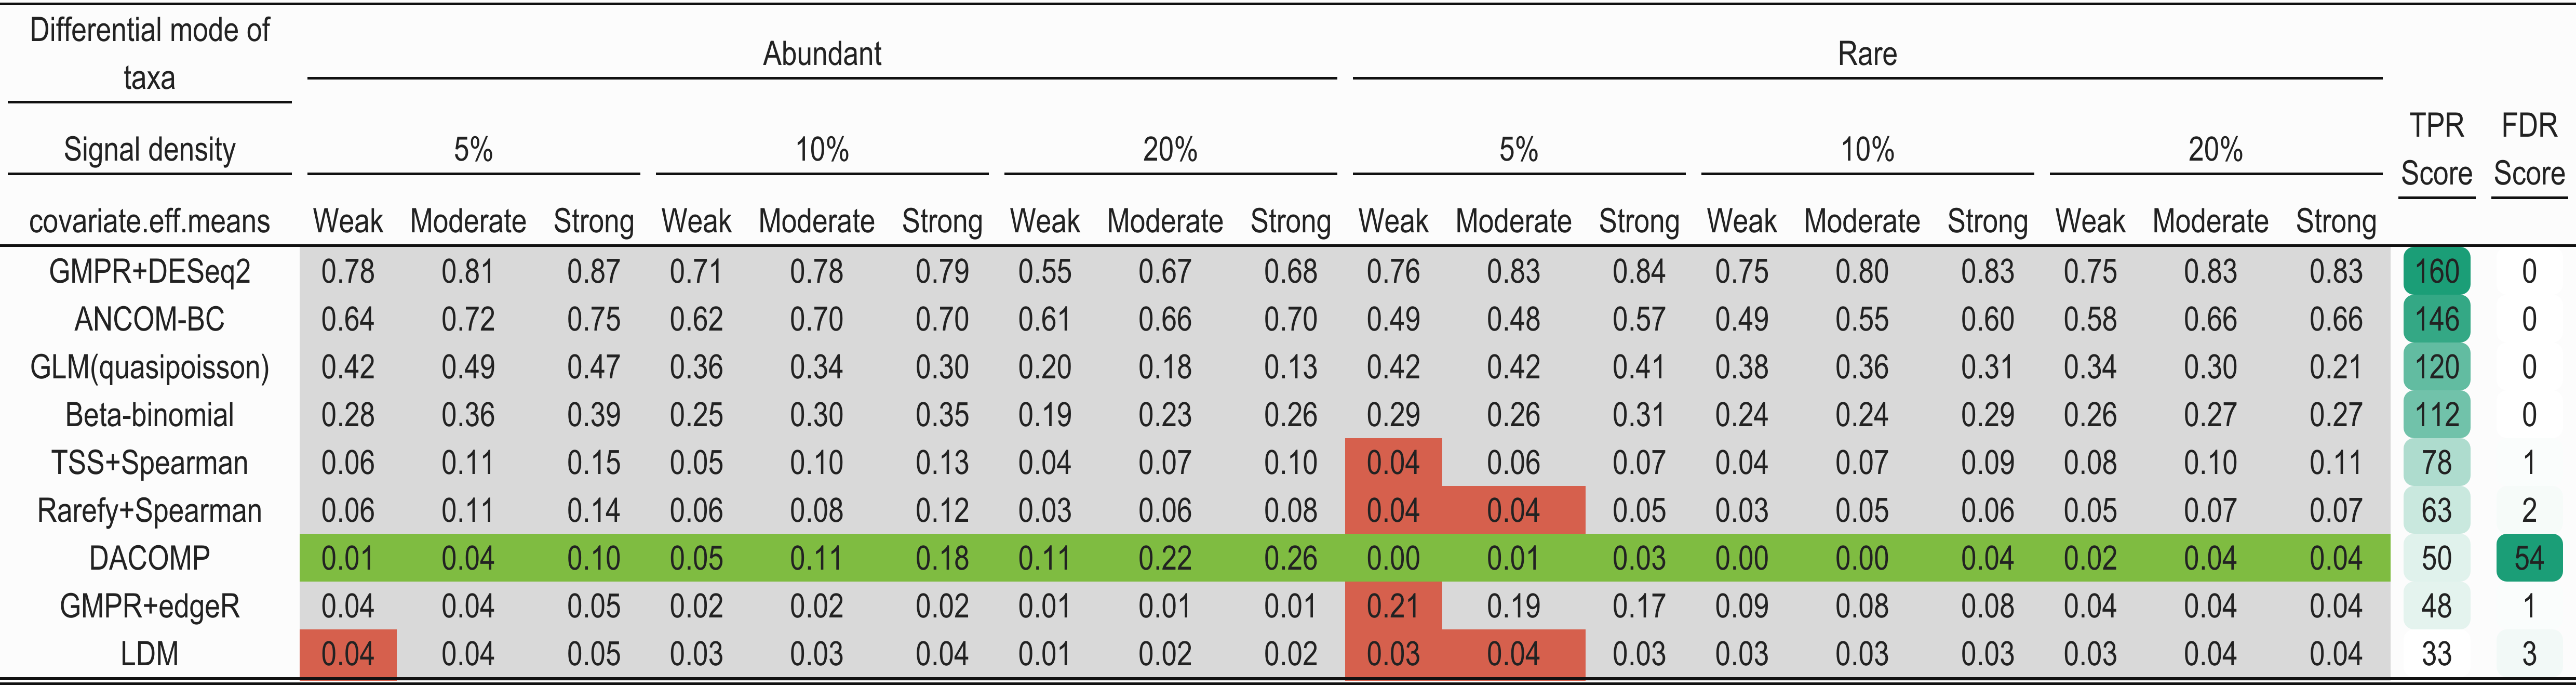 Differential mode of
taxa
Abundant
Rare
TPR
Score
FDR
Score
Signal density
5%
10%
20%
5%
10%
20%
covariate.eff.means Weak Moderate Strong Weak Moderate Strong Weak Moderate Strong Weak Moderate Strong Weak Moderate Strong Weak Moderate Strong
GMPR+DESeq2 0.78 0.81 0.87 0.71 0.78 0.79 0.55 0.67 0.68 0.76 0.83 0.84 0.75 0.80 0.83 0.75 0.83 0.83 160 0
ANCOM-BC 0.64 0.72 0.75 0.62 0.70 0.70 0.61 0.66 0.70 0.49 0.48 0.57 0.49 0.55 0.60 0.58 0.66 0.66 146 0
GLM(quasipoisson) 0.42 0.49 0.47 0.36 0.34 0.30 0.20 0.18 0.13 0.42 0.42 0.41 0.38 0.36 0.31 0.34 0.30 0.21 120 0
Beta-binomial 0.28 0.36 0.39 0.25 0.30 0.35 0.19 0.23 0.26 0.29 0.26 0.31 0.24 0.24 0.29 0.26 0.27 0.27 112 0
TSS+Spearman 0.06 0.11 0.15 0.05 0.10 0.13 0.04 0.07 0.10 0.04 0.06 0.07 0.04 0.07 0.09 0.08 0.10 0.11 78 1
Rarefy+Spearman 0.06 0.11 0.14 0.06 0.08 0.12 0.03 0.06 0.08 0.04 0.04 0.05 0.03 0.05 0.06 0.05 0.07 0.07 63 2
DACOMP 0.01 0.04 0.10 0.05 0.11 0.18 0.11 0.22 0.26 0.00 0.01 0.03 0.00 0.00 0.04 0.02 0.04 0.04 50 54
GMPR+edgeR 0.04 0.04 0.05 0.02 0.02 0.02 0.01 0.01 0.01 0.21 0.19 0.17 0.09 0.08 0.08 0.04 0.04 0.04 48 1
LDM 0.04 0.04 0.05 0.03 0.03 0.04 0.01 0.02 0.02 0.03 0.04 0.03 0.03 0.03 0.03 0.03 0.04 0.04 33 3